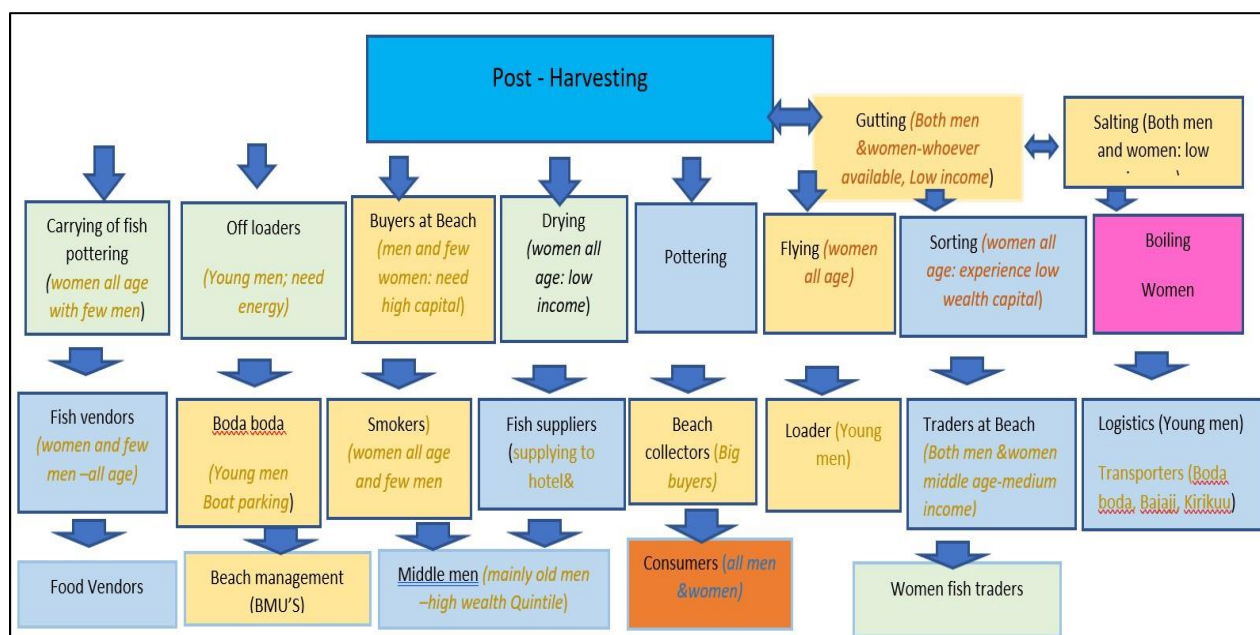 Post - Harvesting
Gutting (Both men
&women-whoever
available, Low income)
Salting (Both men
and women: low
Carrying of fish
pottering
(women all age
with few men)
Off loaders
(Young men; need
energy)
Buyers at Beach
(men and few
women: need
high capital)
Drying
(women all
age: low
income)
Pottering
Flying (women
all age)
Sorting (women all
age: experience low
wealth capital)
Boiling
Women
Fish vendors
(women and few
men –all age)
Boda boda
(Young men
Boat parking)
Smokers)
(women all age
and few men
Fish suppliers
(supplying to
hotel&
Beach
collectors (Big
buyers)
Loader (Young
men)
Traders at Beach
(Both men &women
middle age-medium
income)
Logistics (Young men)
Transporters (Boda
boda, Bajaji, Kirikuu)
Food Vendors
Beach management
(BMU'S)
Middle men (mainly old men
–high wealth Quintile)
Consumers (all men
&women)
Women fish traders